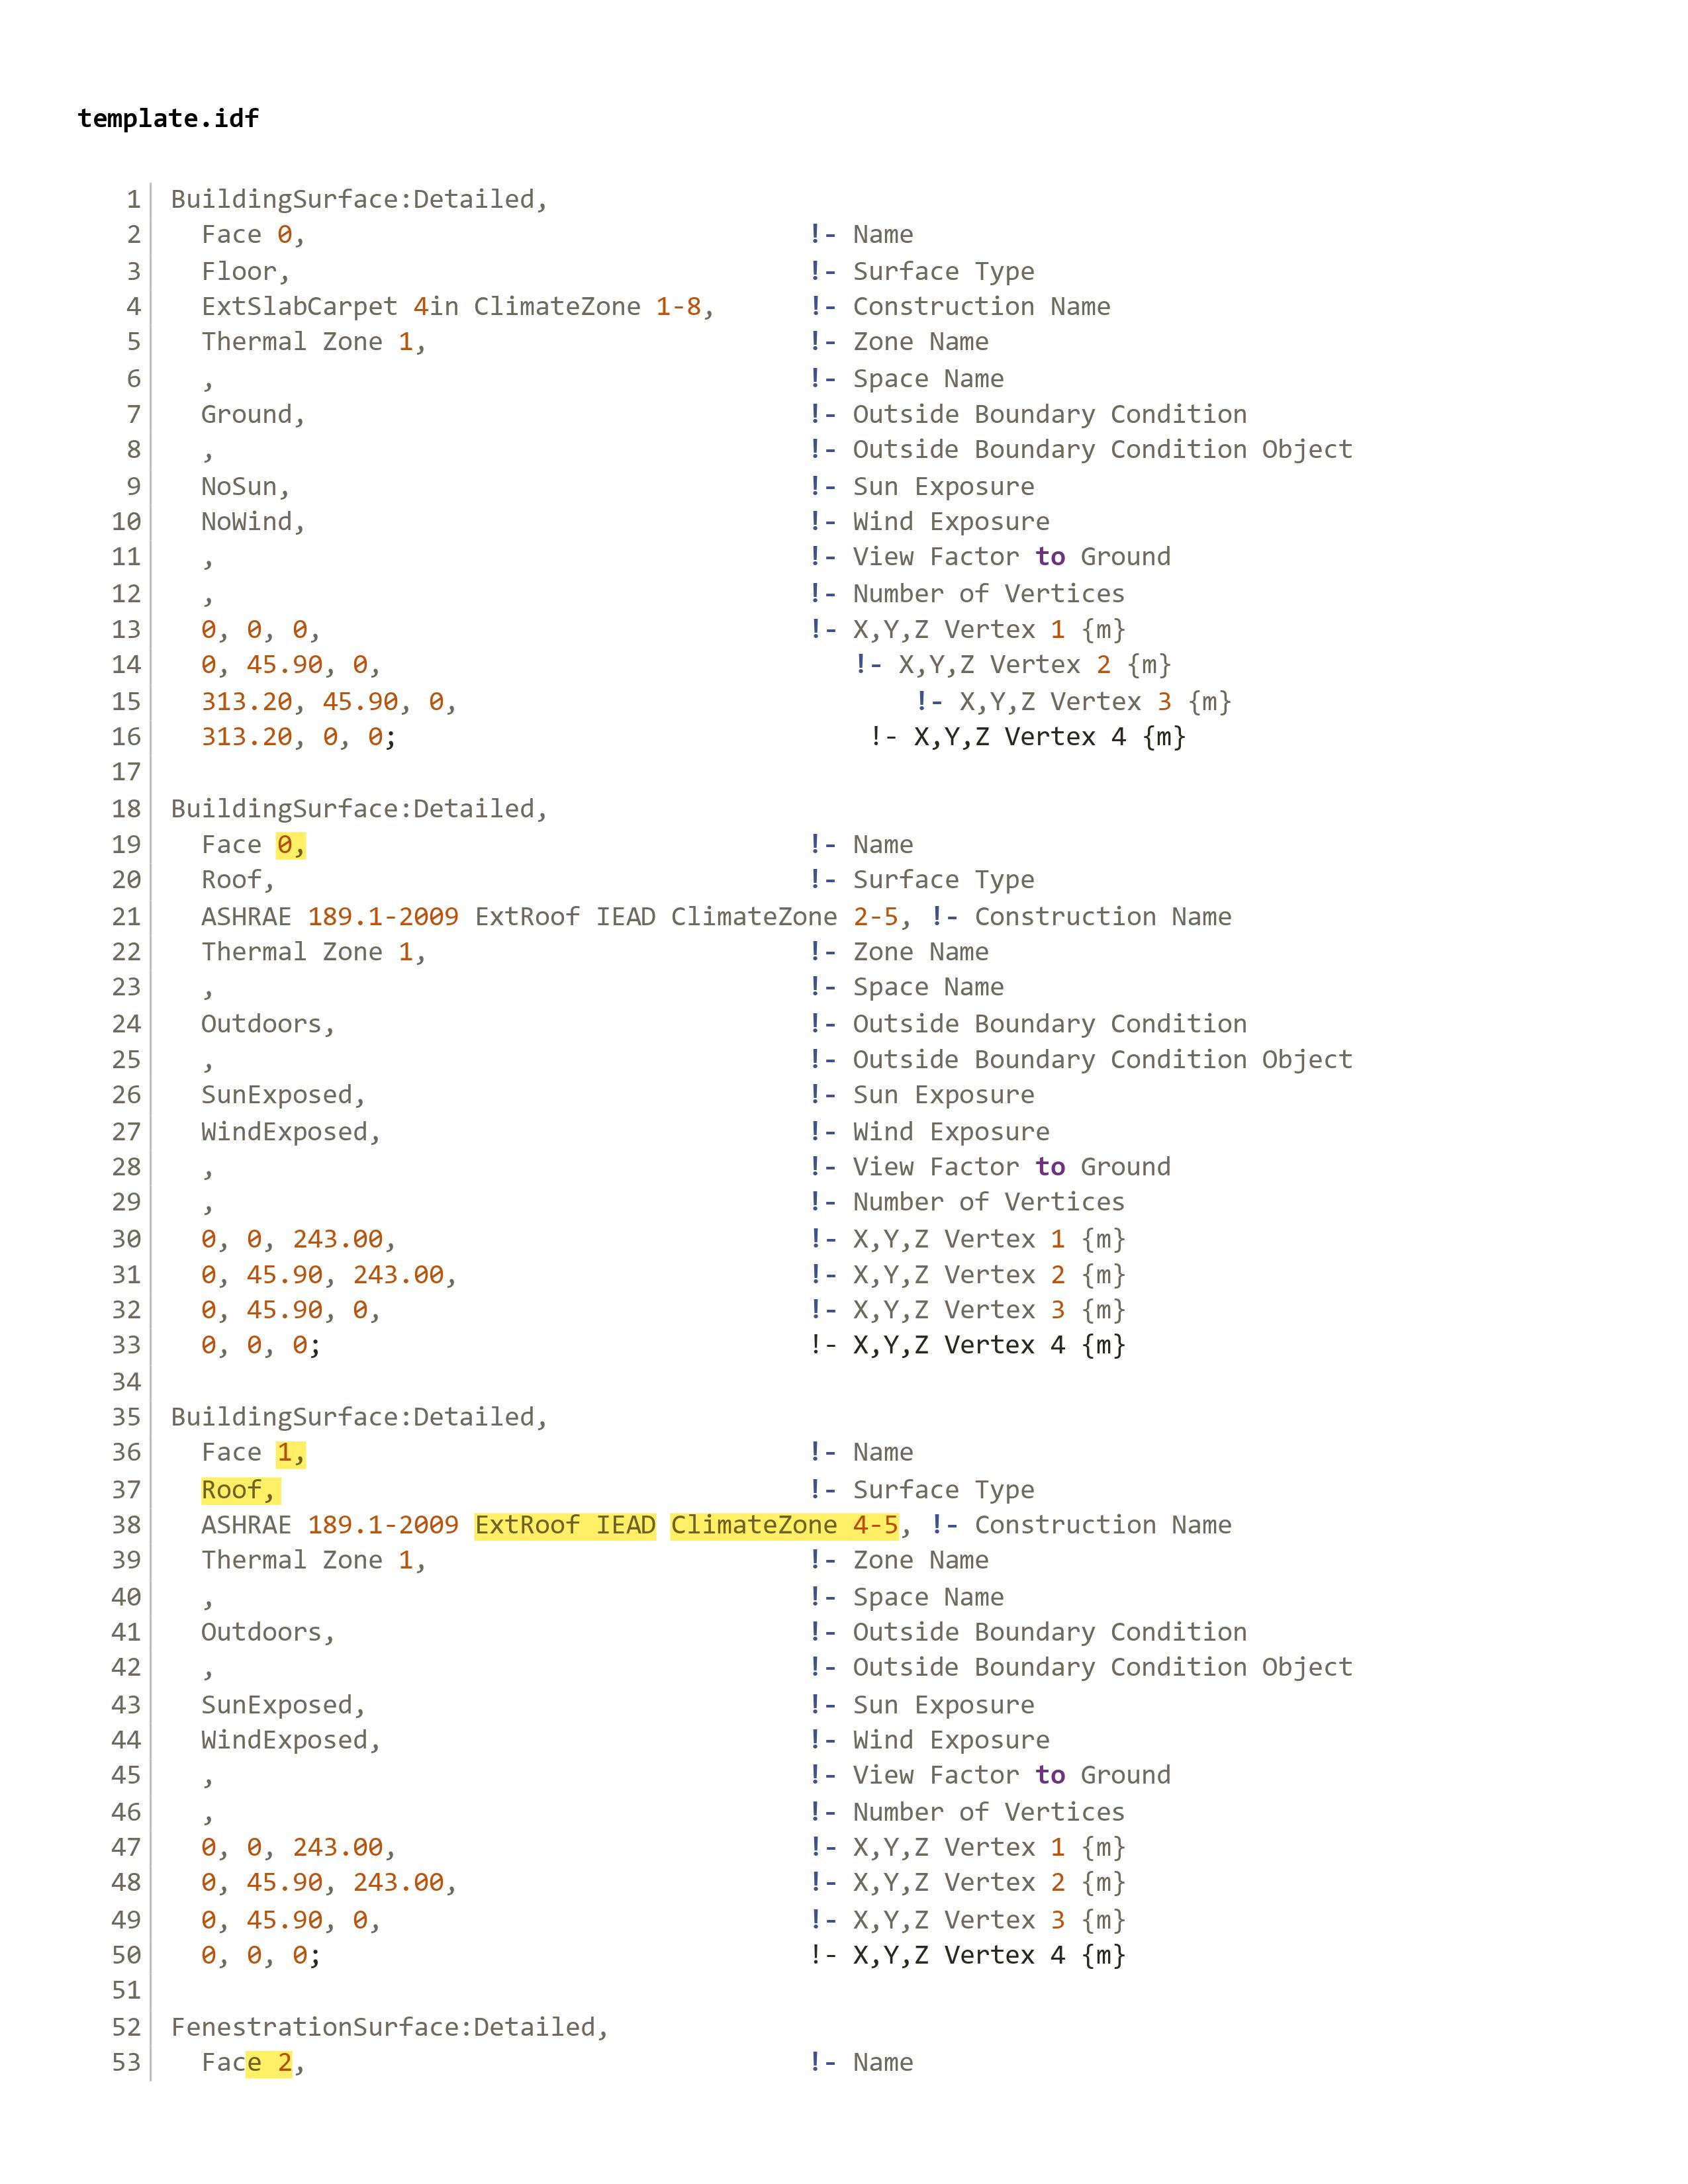 template.idf
1 BuildingSurface:Detailed,
2 Face 0, !- Name
3 Floor, !- Surface Type
4 ExtSlabCarpet 4in ClimateZone 1-8, !- Construction Name
5 Thermal Zone 1, !- Zone Name
6 , !- Space Name
7 Ground, !- Outside Boundary Condition
8 , !- Outside Boundary Condition Object
9 NoSun, !- Sun Exposure
10 NoWind, !- Wind Exposure
11 , !- View Factor to Ground
12 , !- Number of Vertices
13 0, 0, 0, !- X,Y,Z Vertex 1 {m}
14 0, 45.90, 0, !- X,Y,Z Vertex 2 {m}
15 313.20, 45.90, 0, !- X,Y,Z Vertex 3 {m}
16 313.20, 0, 0; !- X,Y,Z Vertex 4 {m}
17
18 BuildingSurface:Detailed,
19 Face 0, !- Name
20 Roof, !- Surface Type
21 ASHRAE 189.1-2009 ExtRoof IEAD ClimateZone 2-5, !- Construction Name
22 Thermal Zone 1, !- Zone Name
23 , !- Space Name
24 Outdoors, !- Outside Boundary Condition
25 , !- Outside Boundary Condition Object
26 SunExposed, !- Sun Exposure
27 WindExposed, !- Wind Exposure
28 , !- View Factor to Ground
29 , !- Number of Vertices
30 0, 0, 243.00, !- X,Y,Z Vertex 1 {m}
31 0, 45.90, 243.00, !- X,Y,Z Vertex 2 {m}
32 0, 45.90, 0, !- X,Y,Z Vertex 3 {m}
33 0, 0, 0; !- X,Y,Z Vertex 4 {m}
34
35 BuildingSurface:Detailed,
36 Face 1, !- Name
37 Roof, !- Surface Type
38 ASHRAE 189.1-2009 ExtRoof IEAD ClimateZone 4-5, !- Construction Name
39 Thermal Zone 1, !- Zone Name
40 , !- Space Name
41 Outdoors, !- Outside Boundary Condition
42 , !- Outside Boundary Condition Object
43 SunExposed, !- Sun Exposure
44 WindExposed, !- Wind Exposure
45 , !- View Factor to Ground
46 , !- Number of Vertices
47 0, 0, 243.00, !- X,Y,Z Vertex 1 {m}
48 0, 45.90, 243.00, !- X,Y,Z Vertex 2 {m}
49 0, 45.90, 0, !- X,Y,Z Vertex 3 {m}
50 0, 0, 0; !- X,Y,Z Vertex 4 {m}
51
52 FenestrationSurface:Detailed,
53 Face 2, !- Name